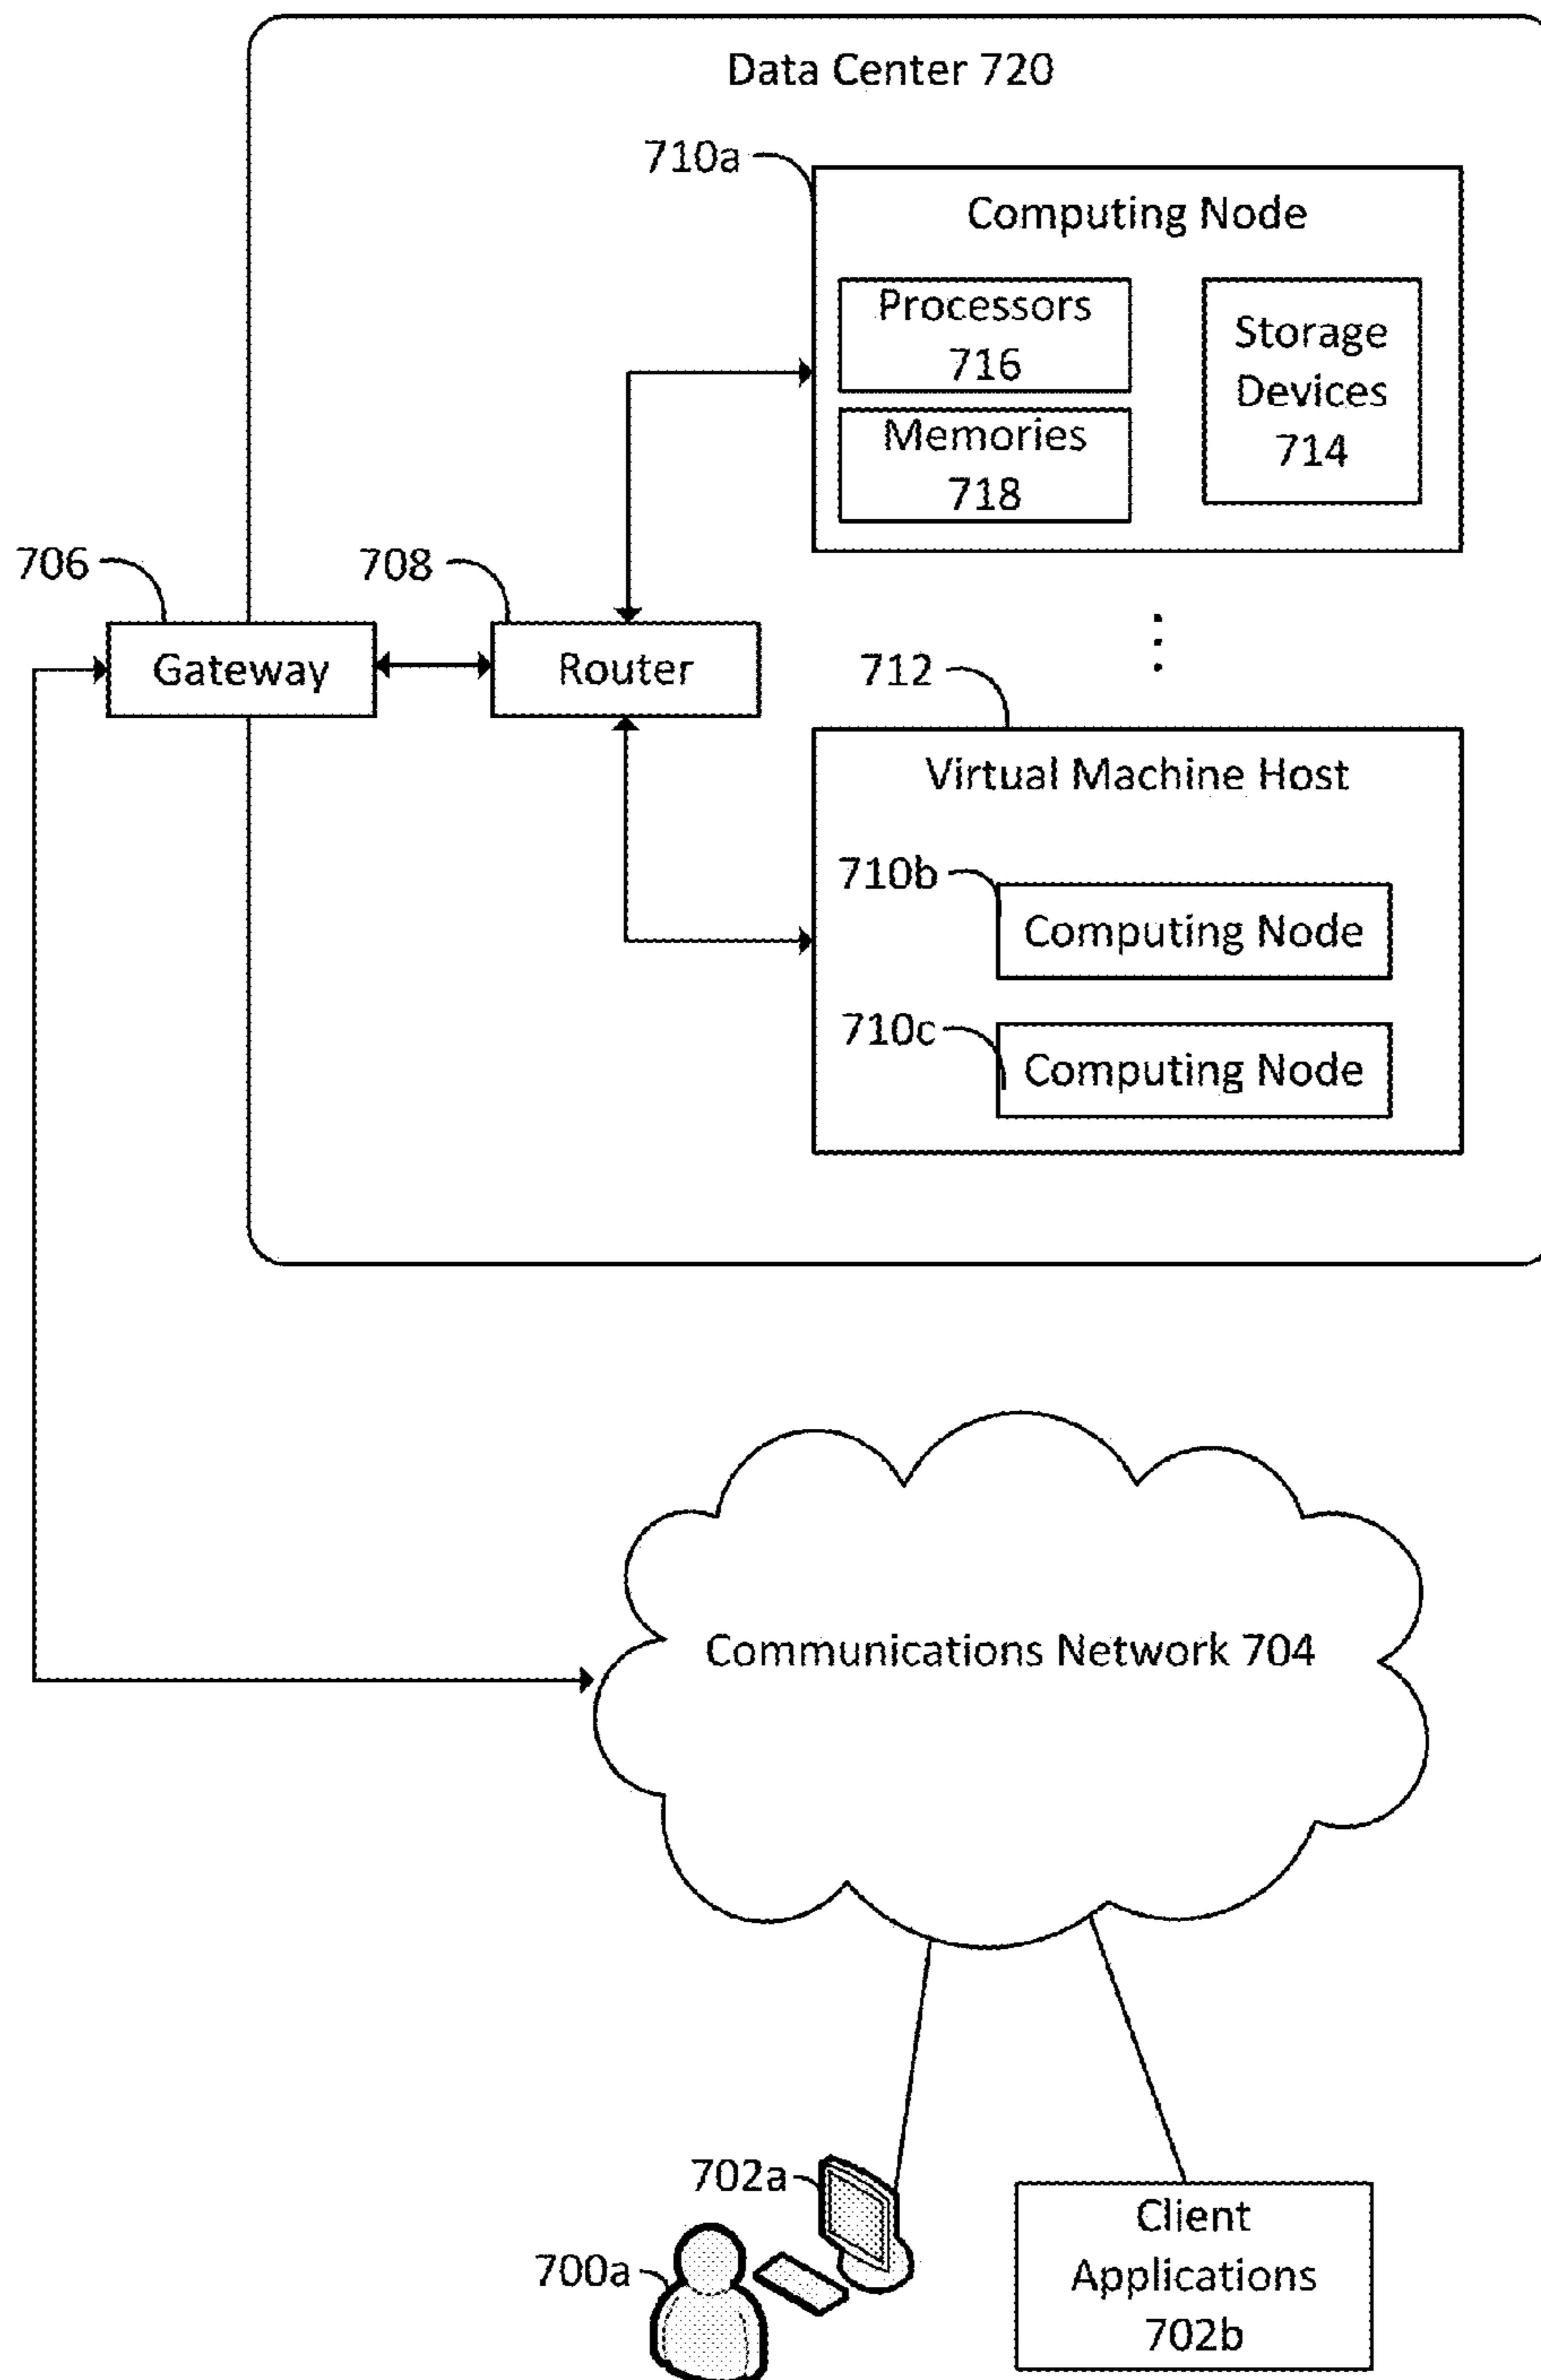 Data Center 720
710a
Computing Node
Processors
716
Storage
Devices
714
Memories
718
706
708
Gateway
Router
712
Virtual Machine Host
710b
Computing Node
710c
Computing Node
Communications Network 704
702a
700a
Client
Applications
702b